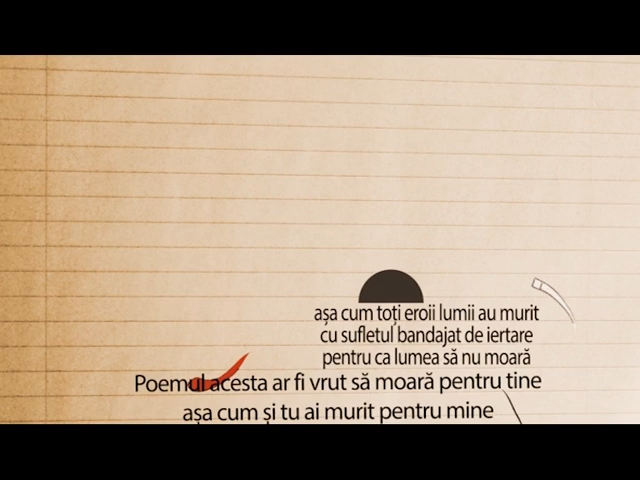 așa cum toți eroii lumii au murit
cu sufletul bandajat de iertare
pentru ca lumea să nu moară
Poemul acesta ar fi vrut să moară pentru tine
așa cum și tu ai murit pentru mine